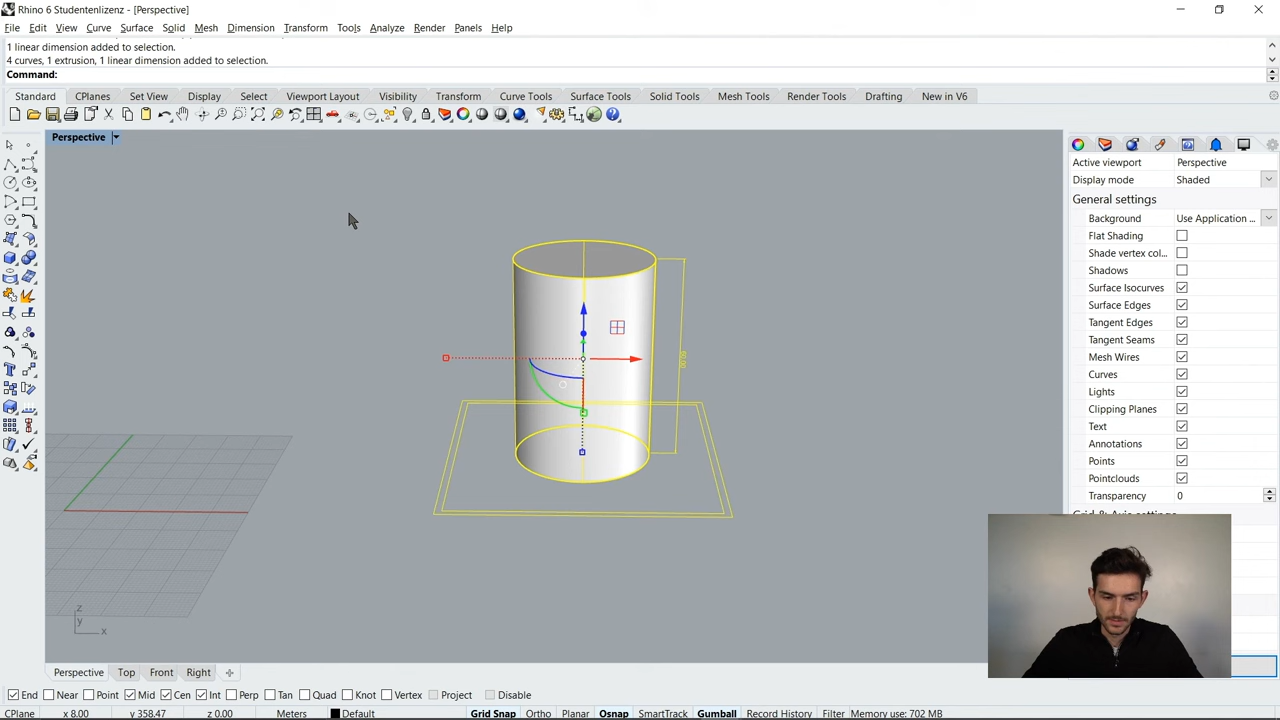 Rhino 6 Studentenlizenz - [Perspective]
File Edit View Curve Surface Solid Mesh Dimension Transform Tools Analyze Render Panels Help
1 linear dimension added to selection.
4 curves, 1 extrusion, 1 linear dimension added to selection.
Command:
Standard CPlanes Set View Display Select Viewport Layout Visibility Transform Curve Tools Surface Tools Solid Tools Mesh Tools Render Tools Drafting New in V6
Perspective
Active viewport Perspective
Display mode Shaded
General settings
Background Use Application ...
Flat Shading
Shade vertex col...
Shadows
Surface Isocurves
Surface Edges
Tangent Edges
Tangent Seams
Mesh Wires
Curves
Lights
Clipping Planes
Text
Annotations
Points
Pointclouds
Transparency 0
z
y
x
Perspective Top Front Right
End Near Point Mid Cen Int Perp Tan Quad Knot Vertex Project Disable
CPlane x 8.00 y 358.47 z 0.00 Meters Default Grid Snap Ortho Planar Osnap SmartTrack Gumball Record History Filter Memory use: 702 MB